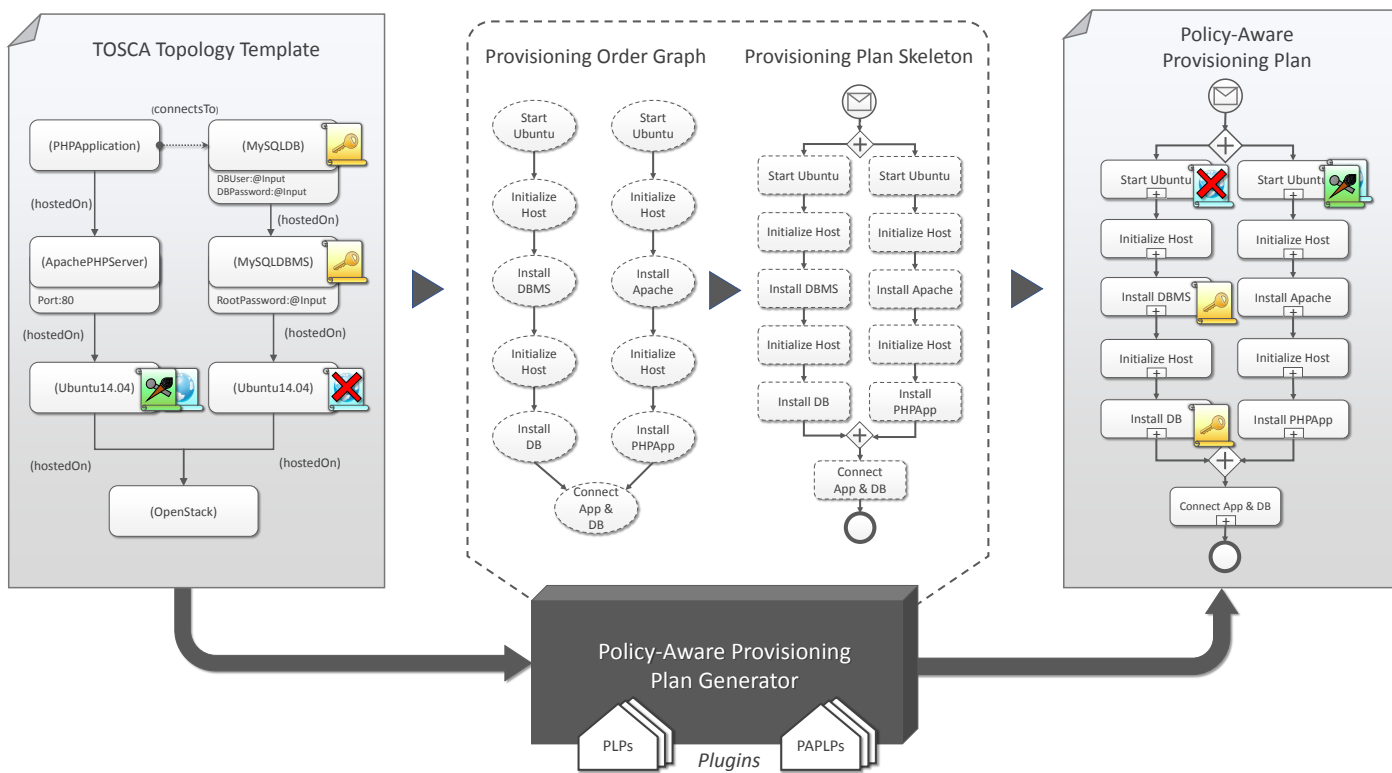 TOSCA Topology Template
(connectsTo)
(PHPApplication)
(MySQLDB)
DBUser:@Input
DBPassword:@Input
(hostedOn)
(hostedOn)
(ApachePHPServer)
(MySQLDBMS)
Port:80
RootPassword:@Input
(hostedOn)
(hostedOn)
(Ubuntu14.04)
(Ubuntu14.04)
(hostedOn)
(hostedOn)
(OpenStack)
Provisioning Order Graph
Start
Ubuntu
Initialize
Host
Install
DBMS
Initialize
Host
Install
DB
Start
Ubuntu
Initialize
Host
Install
Apache
Initialize
Host
Install
PHPApp
Connect
App &
DB
Provisioning Plan Skeleton
Start Ubuntu
Initialize Host
Install DBMS
Initialize Host
Install DB
Start Ubuntu
Initialize Host
Install Apache
Initialize Host
Install
PHPApp
Connect
App & DB
Policy-Aware
Provisioning Plan
Start Ubuntu
Initialize Host
Install DBMS
Initialize Host
Install DB
Start Ubuntu
Initialize Host
Install Apache
Initialize Host
Install PHPApp
Connect App & DB
Policy-Aware Provisioning
Plan Generator
PLPs
Plugins
PAPLPs